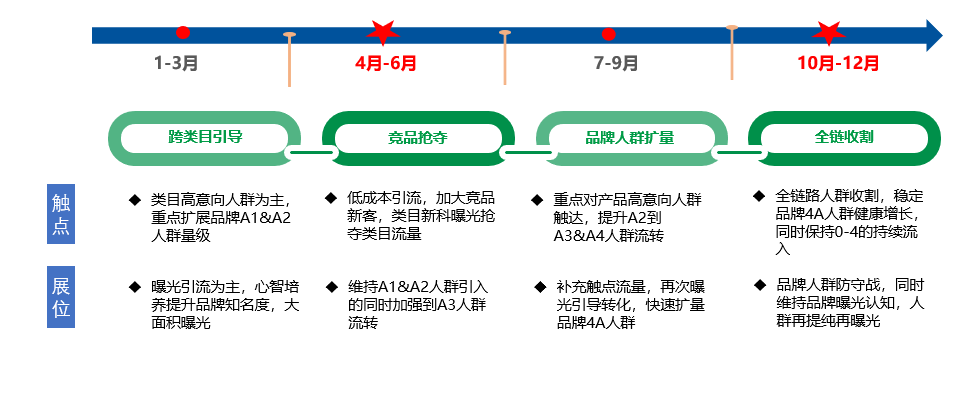 1-3月
4月-6月
7-9月
10月-12月
跨类目引导
竞品抢夺
品牌人群扩量
全链收割
触点
类目高意向人群为主，
重点扩展品牌A1&A2
人群量级
低成本引流，加大竞品
新客，类目新科曝光抢
夺类目流量
重点对产品高意向人群
触达，提升A2到
A3&A4人群流转
全链路人群收割，稳定
品牌4A人群健康增长，
同时保持0-4的持续流
入
展位
曝光引流为主，心智培
养提升品牌知名度，大
面积曝光
维持A1&A2人群引入
的同时加强到A3人群
流转
补充触点流量，再次曝
光引导转化，快速扩量
品牌4A人群
品牌人群防守战，同时
维持品牌曝光认知，人
群再提纯再曝光